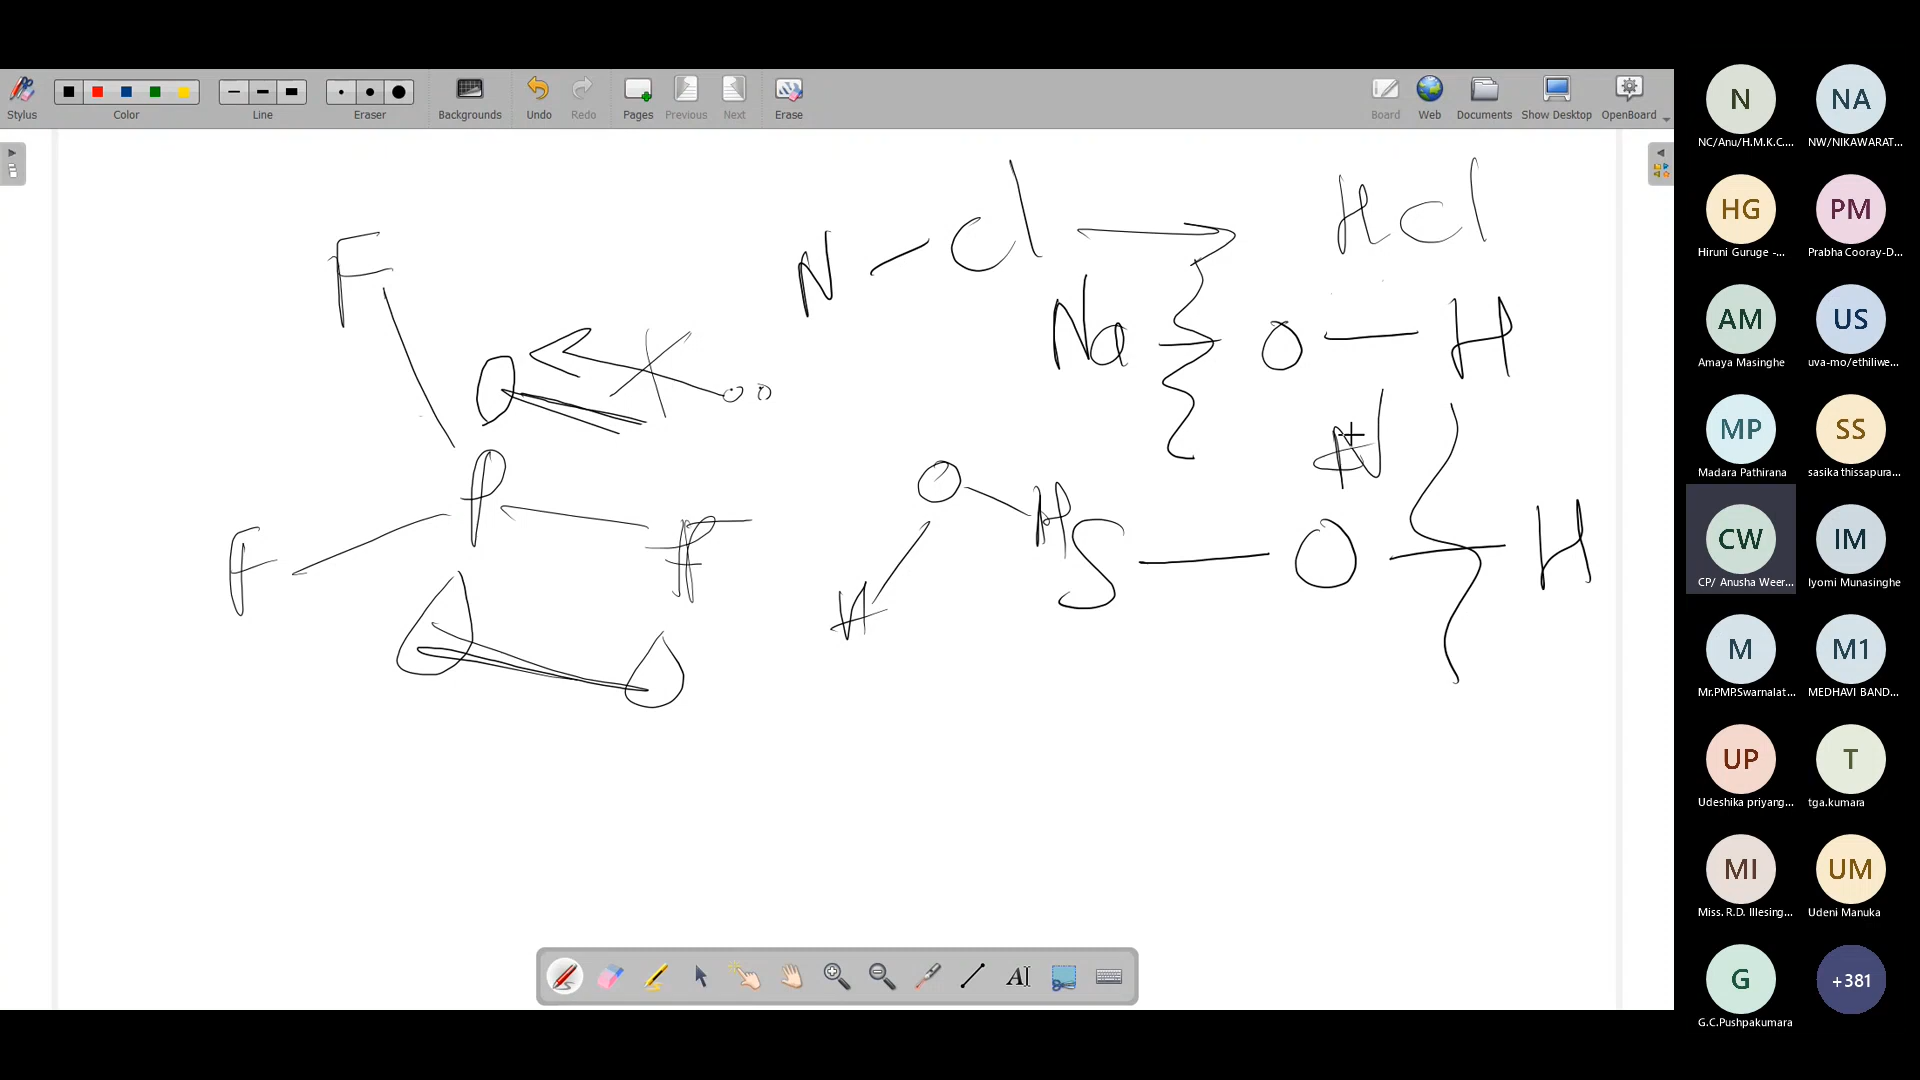 Stylus
Color
Line
Eraser
Backgrounds
Undo
Redo
Pages
Previous
Next
Erase
Board
Web
Documents
Show Desktop
OpenBoard
N - Cl → HCl
F
Na - O - H
O
P
F
S - O - H
H
AI
N
NC/Anu/H.M.K.C....
NA
NW/NIKAWARAT...
HG
Hiruni Guruge -...
PM
Prabha Cooray-D...
AM
Amaya Masinghe
US
uva-mo/ethiliwe...
MP
Madara Pathirana
SS
sasika thissapura...
CW
CP/ Anusha Weer...
IM
Iyomi Munasinghe
M
Mr.PMP.Swarnalat...
M1
MEDHAVI BAND...
UP
Udeshika priyang...
T
tga.kumara
MI
Miss. R.D. Illesing...
UM
Udeni Manuka
G
G.C.Pushpakumara
+381